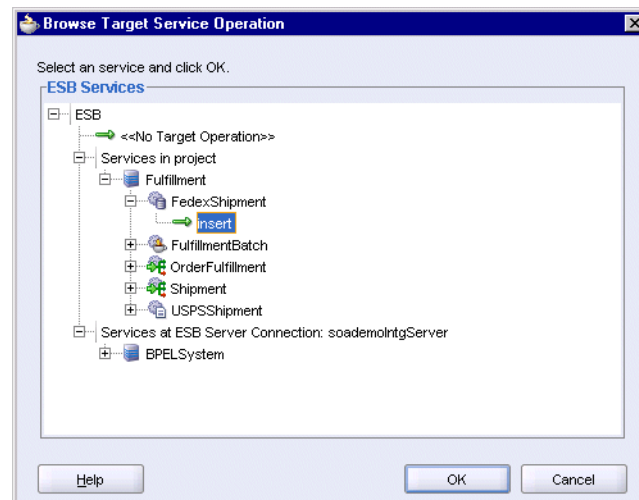 Browse Target Service Operation
Select an service and click OK.
ESB Services
ESB
<<No Target Operation>>
Services in project
Fulfillment
FedexShipment
insert
FulfillmentBatch
OrderFulfillment
Shipment
USPSShipment
Services at ESB Server Connection: soademoIntgServer
BPELSystem
Help OK Cancel